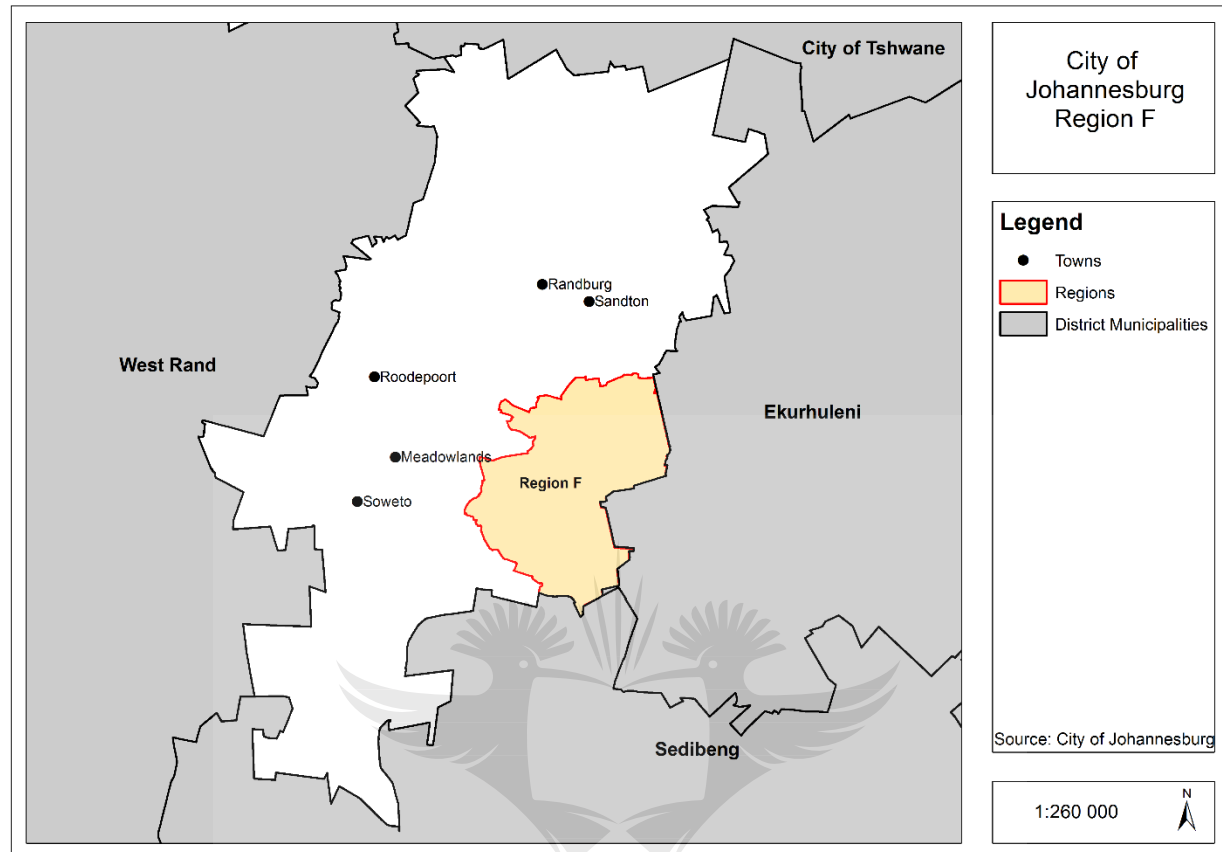 City of Tshwane
West Rand
Randburg
Sandton
Roodepoort
Ekurhuleni
Meadowlands
Region F
Soweto
Sedibeng
City of
Johannesburg
Region F
Legend
Towns
Regions
District Municipalities
Source: City of Johannesburg
1:260 000
N